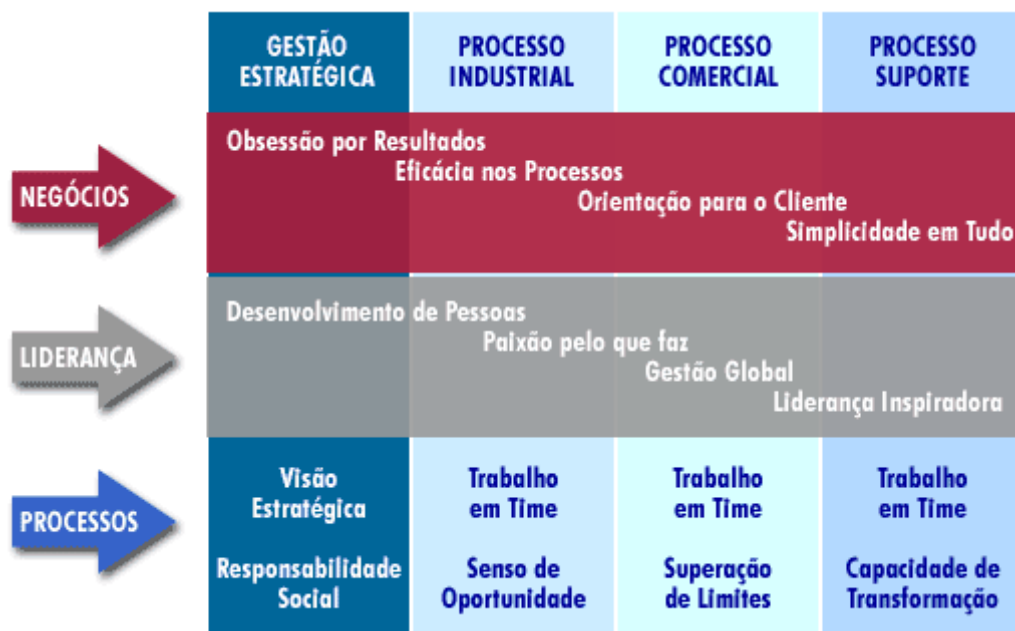 GESTÃO
ESTRATÉGICA
PROCESSO
INDUSTRIAL
PROCESSO
COMERCIAL
PROCESSO
SUPORTE
NEGÓCIOS
Obsessão por Resultados
Eficácia nos Processos
Orientação para o Cliente
Simplicidade em Tudo
LIDERANÇA
Desenvolvimento de Pessoas
Paixão pelo que faz
Gestão Global
Liderança Inspiradora
PROCESSOS
Visão
Estratégica
Responsabilidade
Social
Trabalho
em Time
Senso de
Oportunidade
Trabalho
em Time
Superação
de Limites
Trabalho
em Time
Capacidade de
Transformação